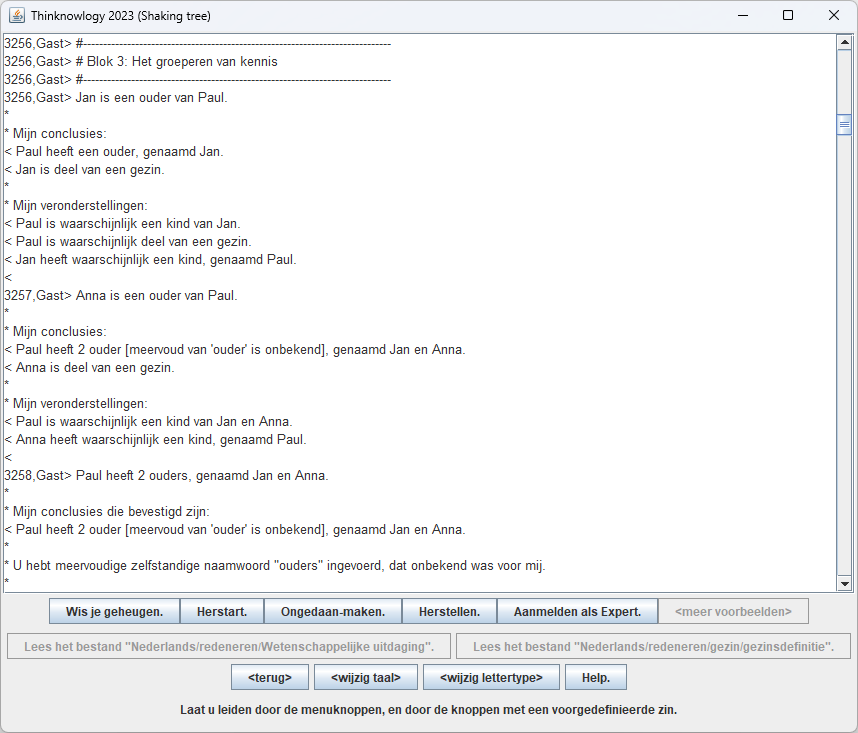 Thinknowlogy 2023 (Shaking tree)
3256,Gast> #-----------------------------------------------------------------------------
3256,Gast> # Blok 3: Het groeperen van kennis
3256,Gast> #-----------------------------------------------------------------------------
3256,Gast> Jan is een ouder van Paul.
*
* Mijn conclusies:
< Paul heeft een ouder, genaamd Jan.
< Jan is deel van een gezin.
*
* Mijn veronderstellingen:
< Paul is waarschijnlijk een kind van Jan.
< Paul is waarschijnlijk deel van een gezin.
< Jan heeft waarschijnlijk een kind, genaamd Paul.
<
3257,Gast> Anna is een ouder van Paul.
*
* Mijn conclusies:
< Paul heeft 2 ouder [meervoud van 'ouder' is onbekend], genaamd Jan en Anna.
< Anna is deel van een gezin.
*
* Mijn veronderstellingen:
< Paul is waarschijnlijk een kind van Jan en Anna.
< Anna heeft waarschijnlijk een kind, genaamd Paul.
<
3258,Gast> Paul heeft 2 ouders, genaamd Jan en Anna.
*
* Mijn conclusies die bevestigd zijn:
< Paul heeft 2 ouder [meervoud van 'ouder' is onbekend], genaamd Jan en Anna.
*
* U hebt meervoudige zelfstandige naamwoord "ouders" ingevoerd, dat onbekend was voor mij.
*
Wis je geheugen. Herstart. Ongedaan-maken. Herstellen. Aanmelden als Expert. <meer voorbeelden>
Lees het bestand "Nederlands/redeneren/Wetenschappelijke uitdaging". Lees het bestand "Nederlands/redeneren/gezin/gezinsdefinitie".
<terug> <wijzig taal> <wijzig lettertype> Help.
Laat u leiden door de menuknoppen, en door de knoppen met een voorgedefinieerde zin.